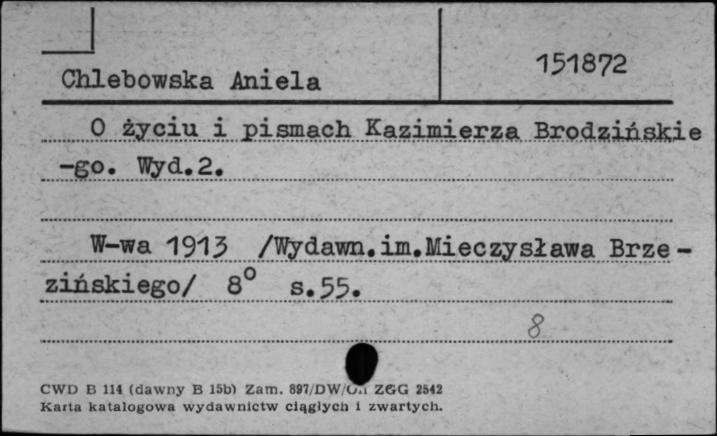 151872
Chlebowska Aniela
O życiu i pismach Kazimierza Brodzińskie
-go. Wyd.2.
W-wa 1913 /Wydawn.im.Mieczysława Brze-
zińskiego/ 8° s.55.
8
CWD B 114 (dawny B 15b) Zam. 897/DW/ ZGG 2542
Karta katalogowa wydawnictw ciągłych i zwartych.